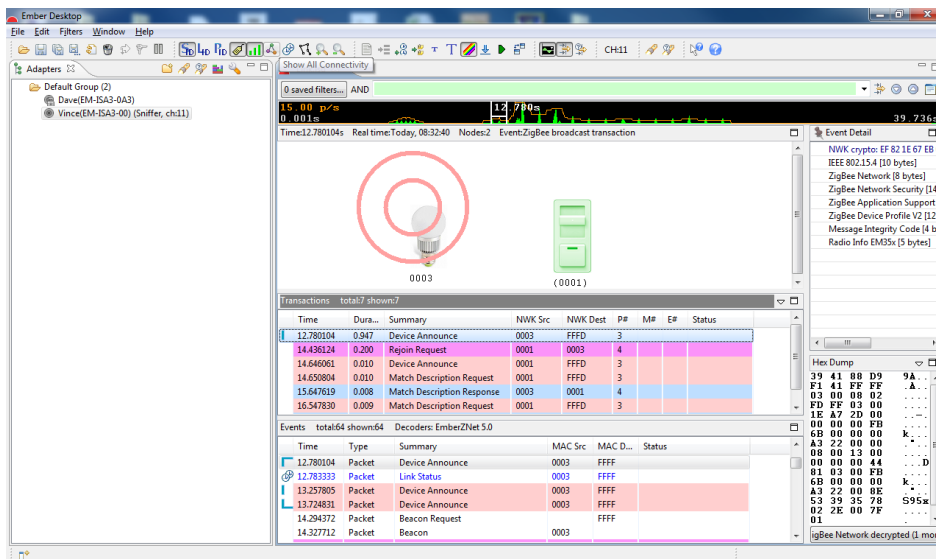 Ember Desktop
File Edit Filters Window Help
CH:11
Show All Connectivity
Adapters
Default Group (2)
Dave(EM-ISA3-0A3)
Vince(EM-ISA3-00) (Sniffer, ch:11)
0 saved filters... AND
15.00 p/s 12.780s
0.001s 39.736s
Time:12.780104s Real time:Today, 08:32:40 Nodes:2 Event:ZigBee broadcast transaction
0003
(0001)
Transactions total:7 shown:7
Time Dura... Summary NWK Src NWK Dest P# M# E# Status
12.780104 0.947 Device Announce 0003 FFFD 3
14.436124 0.200 Rejoin Request 0001 0003 4
14.646061 0.010 Device Announce 0001 FFFD 3
14.650804 0.010 Match Description Request 0001 FFFD 3
15.647619 0.008 Match Description Response 0003 0001 4
16.547830 0.009 Match Description Request 0001 FFFD 3
Events total:64 shown:64 Decoders: EmberZNet 5.0
Time Type Summary MAC Src MAC D... Status
12.780104 Packet Device Announce 0003 FFFF
12.783333 Packet Link Status 0003 FFFF
13.257805 Packet Device Announce 0003 FFFF
13.724831 Packet Device Announce 0003 FFFF
14.294372 Packet Beacon Request FFFF
14.327712 Packet Beacon 0003
Event Detail
NWK crypto: EF 82 1E 67 EB
IEEE 802.15.4 [10 bytes]
ZigBee Network [8 bytes]
ZigBee Network Security [14
ZigBee Application Support
ZigBee Device Profile V2 [12
Message Integrity Code [4 b
Radio Info EM35x [5 bytes]
Hex Dump
39 41 88 D9 9A..
F1 41 FF FF .A..
03 00 08 02 ....
FD FF 03 00 ....
1E A7 2D 00 ..-.
00 00 00 FB ....
6B 00 00 00 k...
A3 22 00 00 ."..
08 00 13 00 ....
00 00 00 44 ...D
81 03 00 FB ....
6B 00 00 00 k...
A3 22 00 8E ."..
53 39 35 78 S95x
02 2E 00 7F ....
01 .
igBee Network decrypted (1 mor